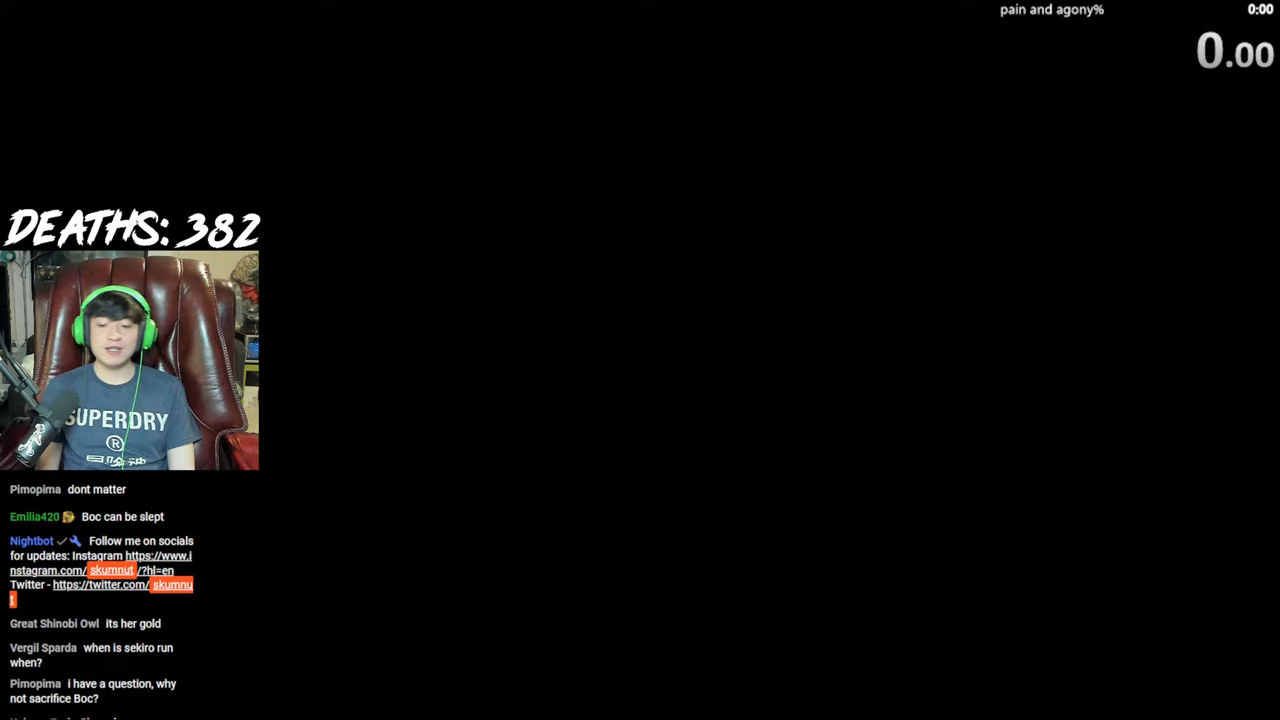 pain and agony%
0:00
0.00
DEATHS: 382
SUPERDRY
®
Pimopima dont matter
Emilia420 Boc can be slept
Nightbot Follow me on socials
for updates: Instagram https://www.i
nstagram.com/ skumnut /?hl=en
Twitter - https://twitter.com/ skumnu
t
Great Shinobi Owl its her gold
Vergil Sparda when is sekiro run
when?
Pimopima i have a question, why
not sacrifice Boc?